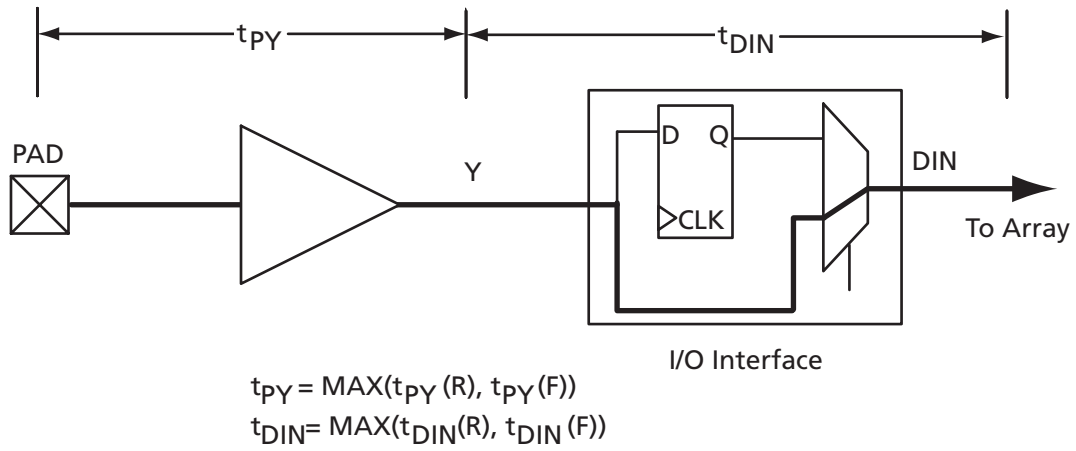 tPY
tDIN
PAD
Y
D Q
CLK
DIN
To Array
I/O Interface
tPY = MAX(tPY (R), tPY (F))
tDIN= MAX(tDIN(R), tDIN (F))